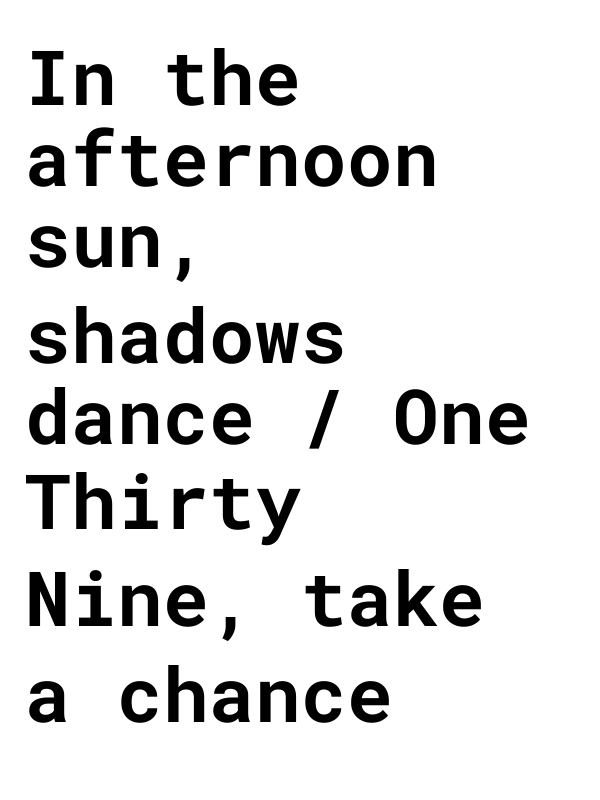 In the
afternoon
sun,
shadows
dance / One
Thirty
Nine, take
a chance